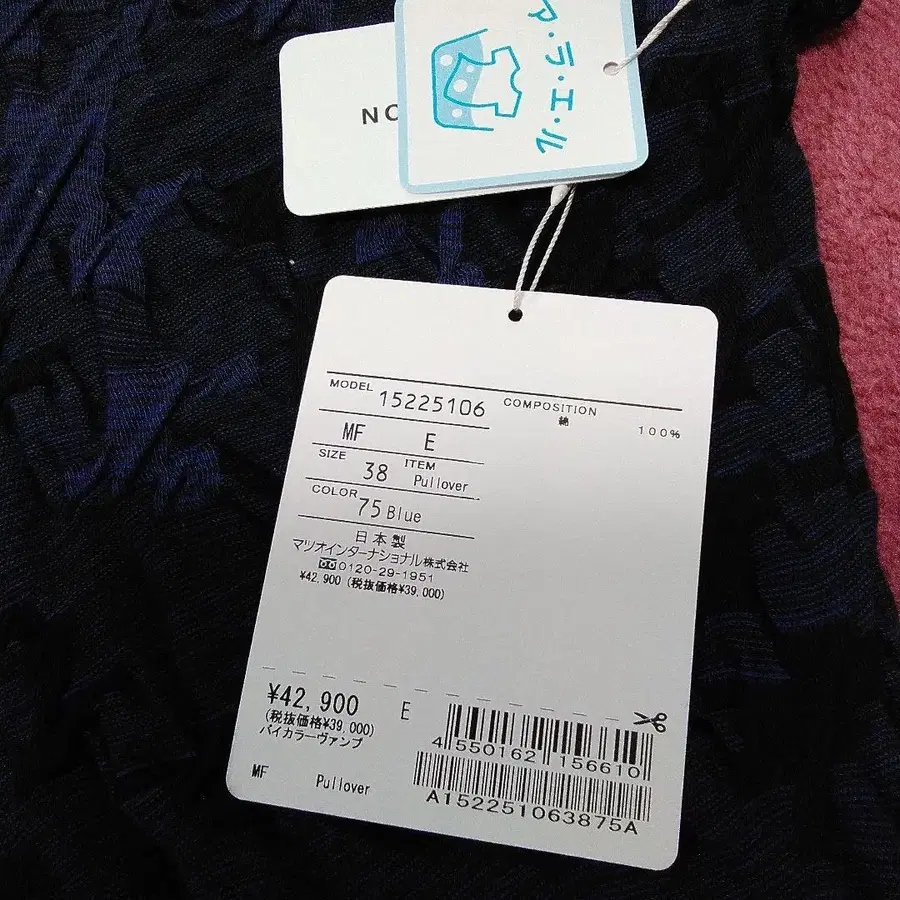 ア・ラ・エ・ル
MODEL 15225106
MF E
SIZE 38 ITEM Pullover
COLOR 75 Blue
COMPOSITION
綿 100%
日本製
マツオインターナショナル株式会社
0120-29-1951
¥42,900 (税抜価格¥39,000)
¥42,900 E
(税抜価格¥39,000)
バイカラーヴァンプ
MF Pullover
4 550162 156610
A152251063875A